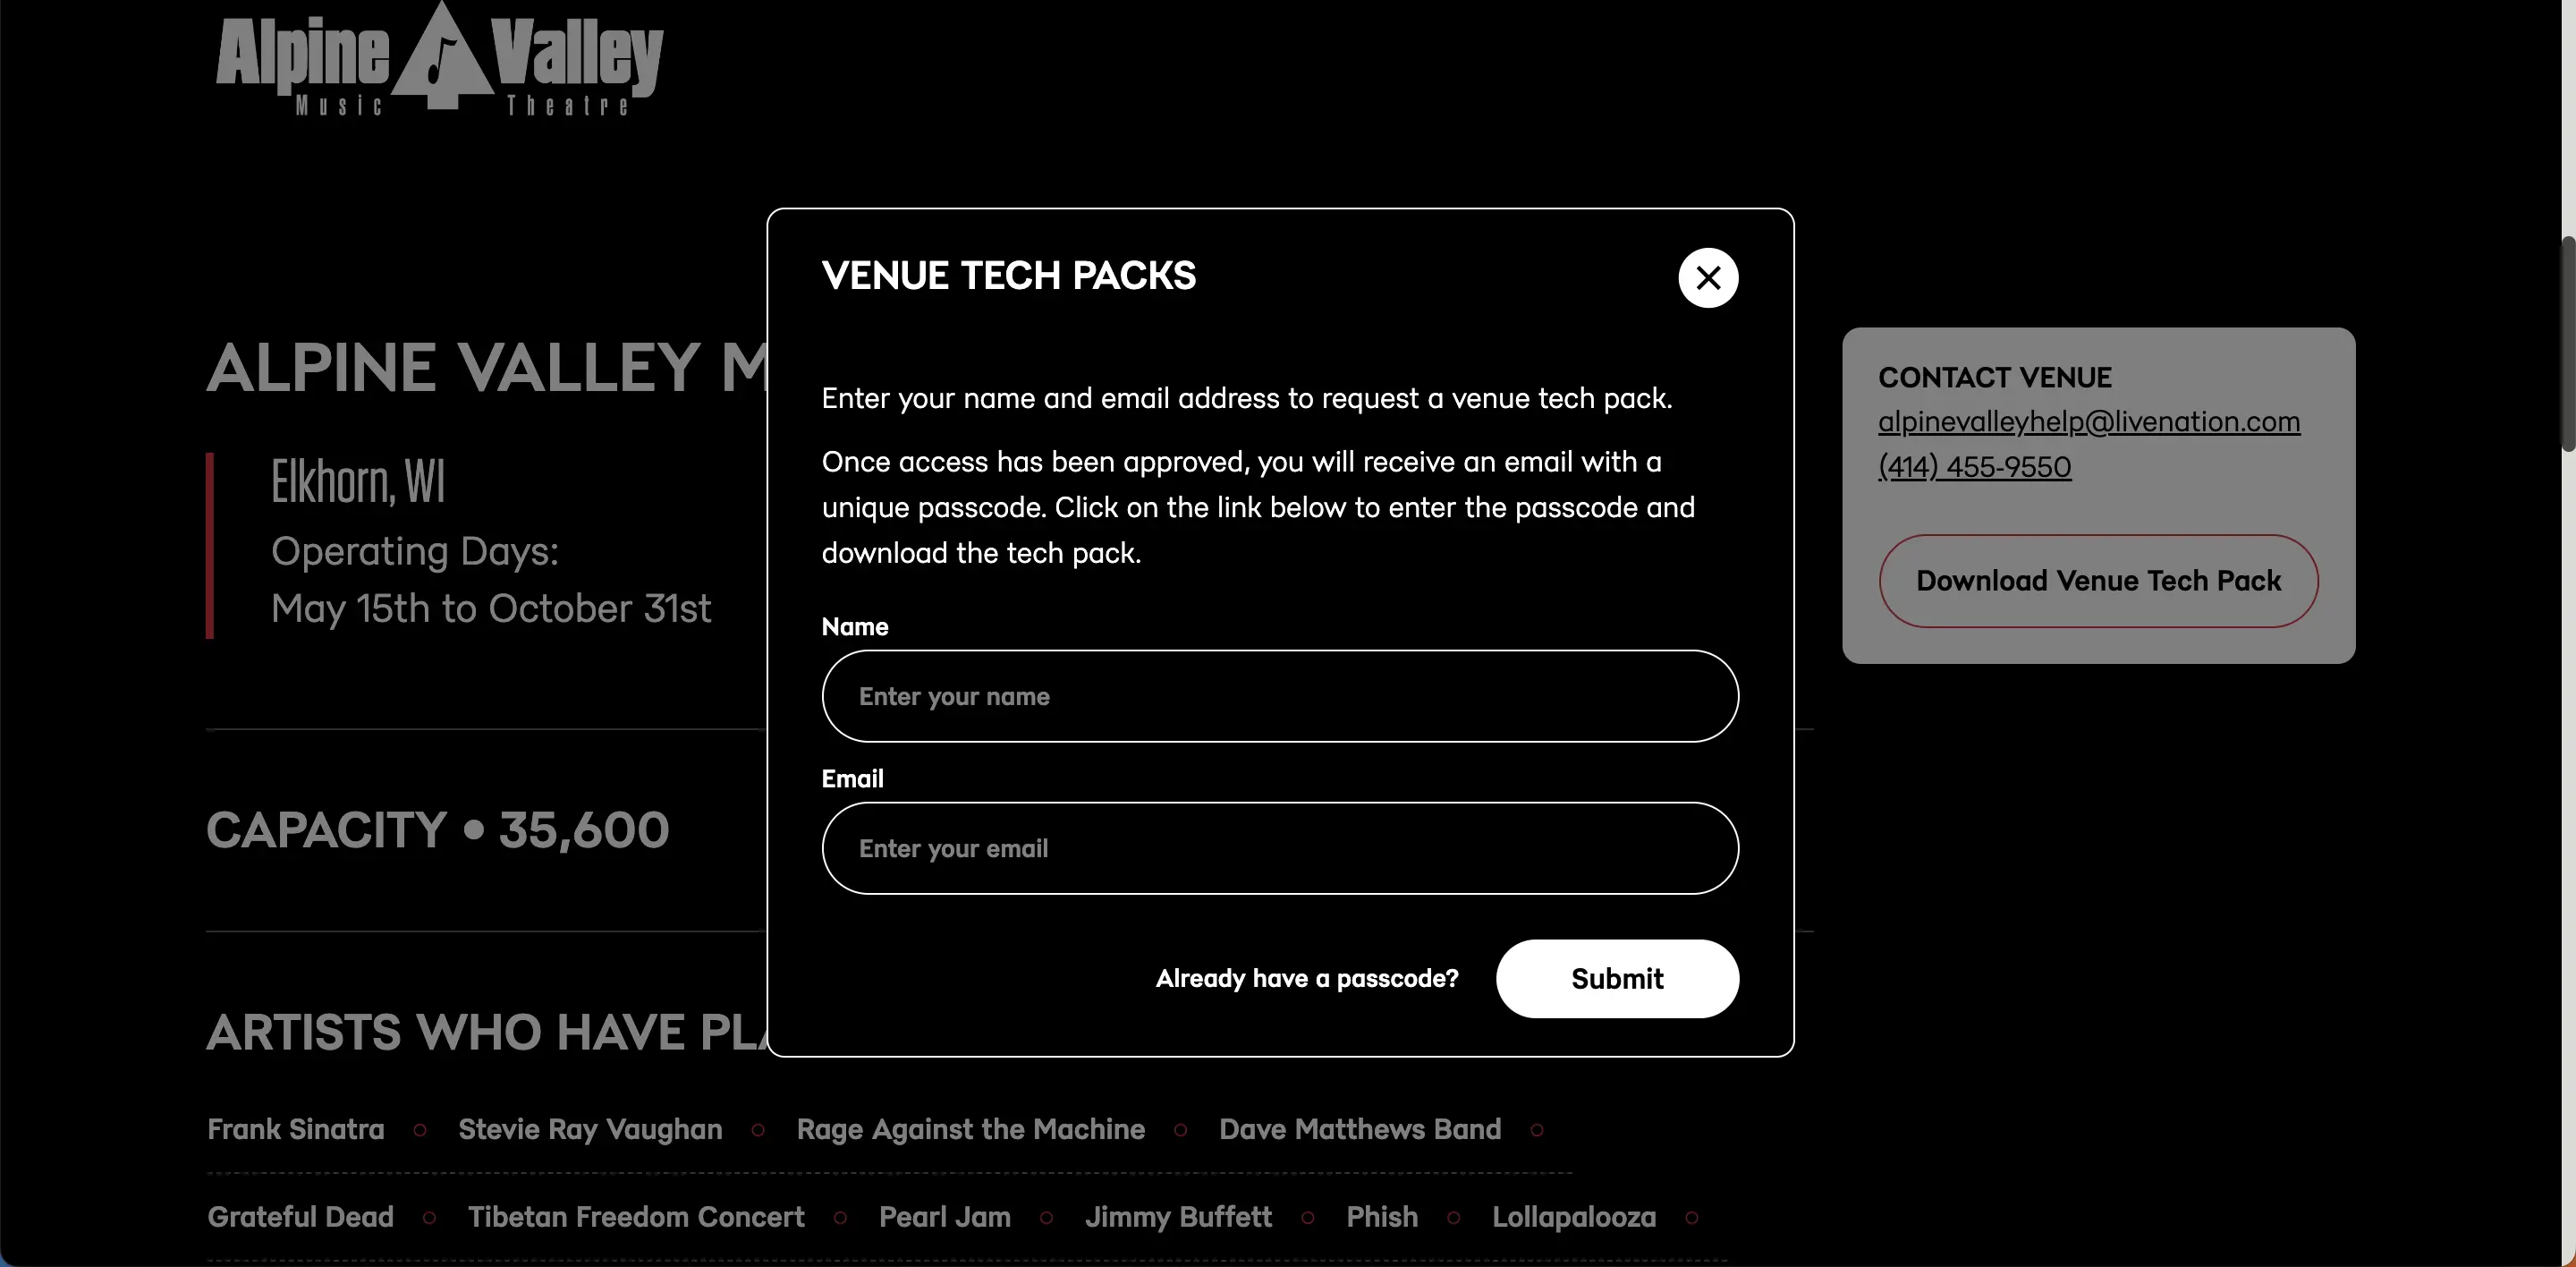 Alpine Valley
Music Theatre
VENUE TECH PACKS
Enter your name and email address to request a venue tech pack.
Once access has been approved, you will receive an email with a
unique passcode. Click on the link below to enter the passcode and
download the tech pack.
Name
Enter your name
Email
Enter your email
Already have a passcode?
Submit
ALPINE VALLEY M
Elkhorn, WI
Operating Days:
May 15th to October 31st
CONTACT VENUE
alpinevalleyhelp@livenation.com
(414) 455-9550
Download Venue Tech Pack
CAPACITY • 35,600
ARTISTS WHO HAVE PLA
Frank Sinatra ○ Stevie Ray Vaughan ○ Rage Against the Machine ○ Dave Matthews Band ○
Grateful Dead ○ Tibetan Freedom Concert ○ Pearl Jam ○ Jimmy Buffett ○ Phish ○ Lollapalooza ○